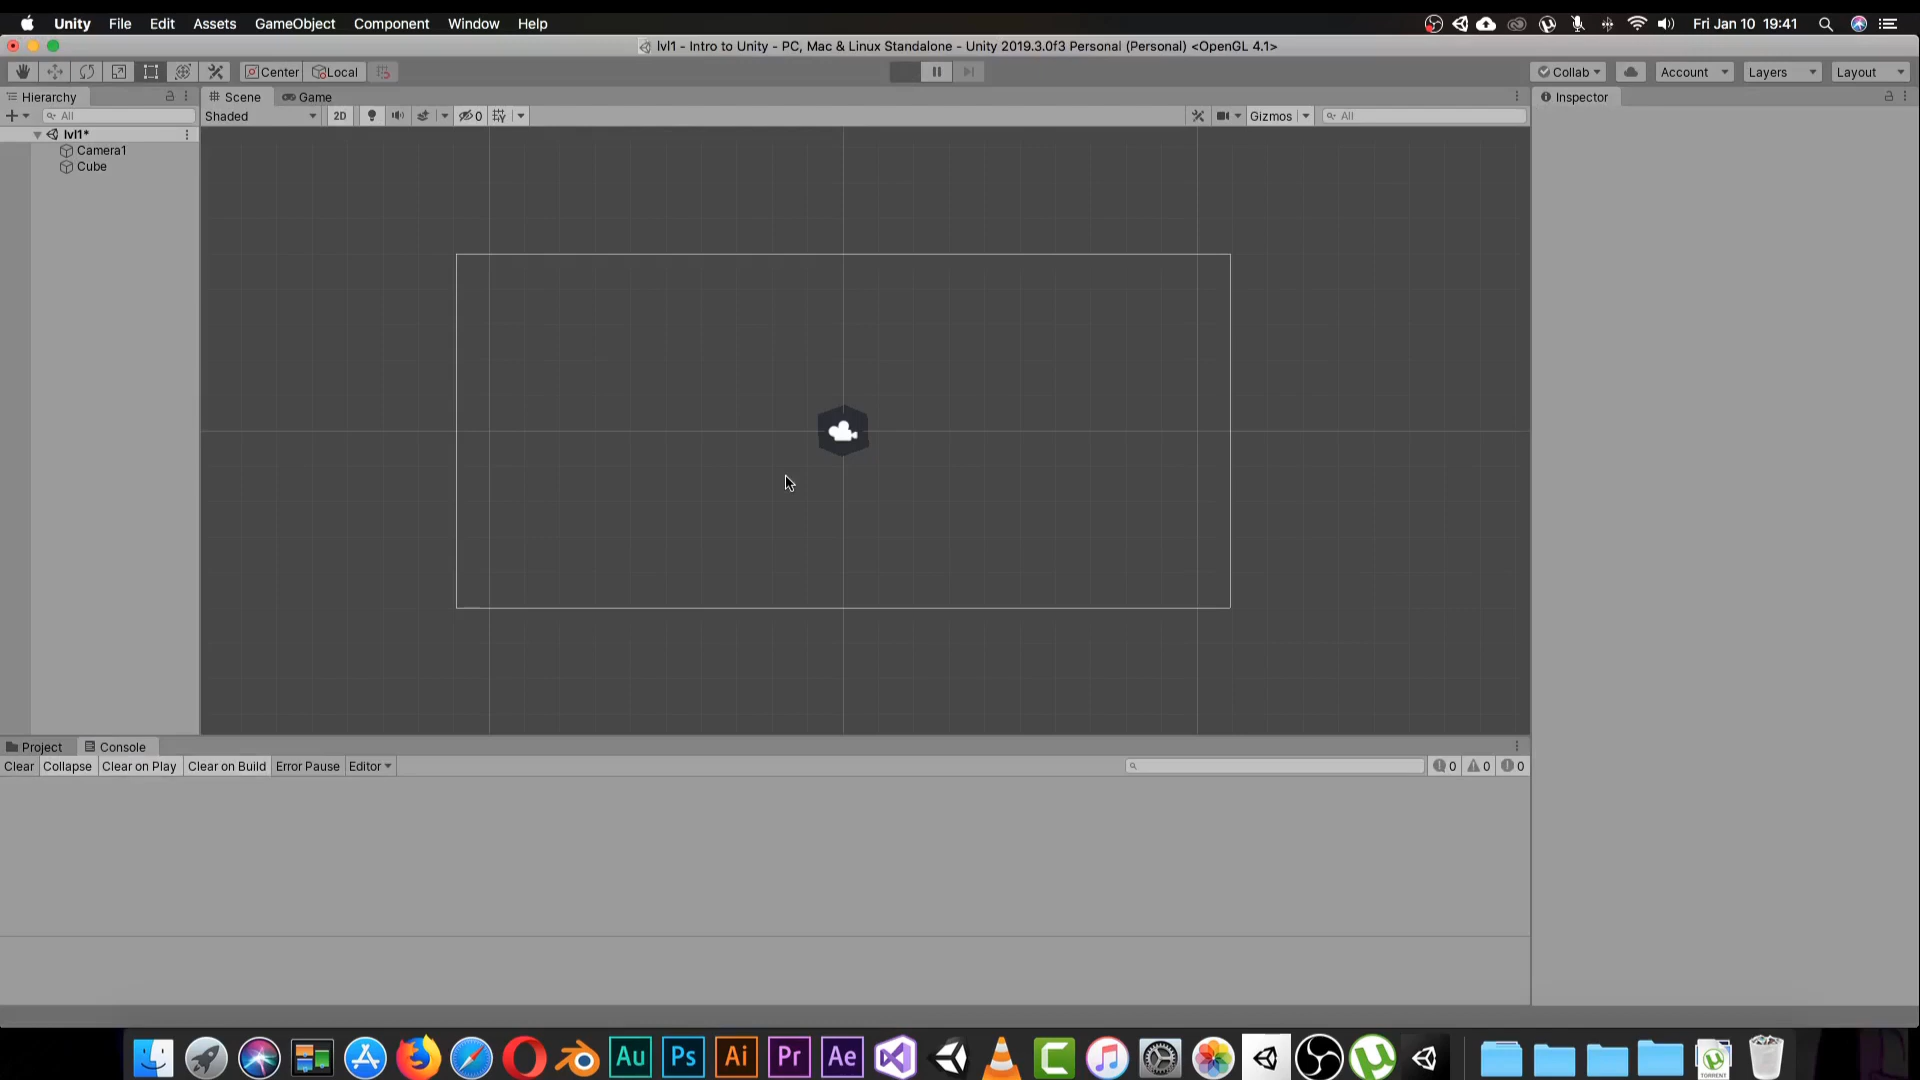 Unity File Edit Assets GameObject Component Window Help Fri Jan 10 19:41
lvl1 - Intro to Unity - PC, Mac & Linux Standalone - Unity 2019.3.0f3 Personal (Personal) <OpenGL 4.1>
Center Local Collab Account Layers Layout
Hierarchy Scene Game Inspector
All Shaded 2D 0 Gizmos All
lvl1*
Camera1
Cube
Project Console
Clear Collapse Clear on Play Clear on Build Error Pause Editor 0 0 0
Au Ps Ai Pr Ae TORRENT